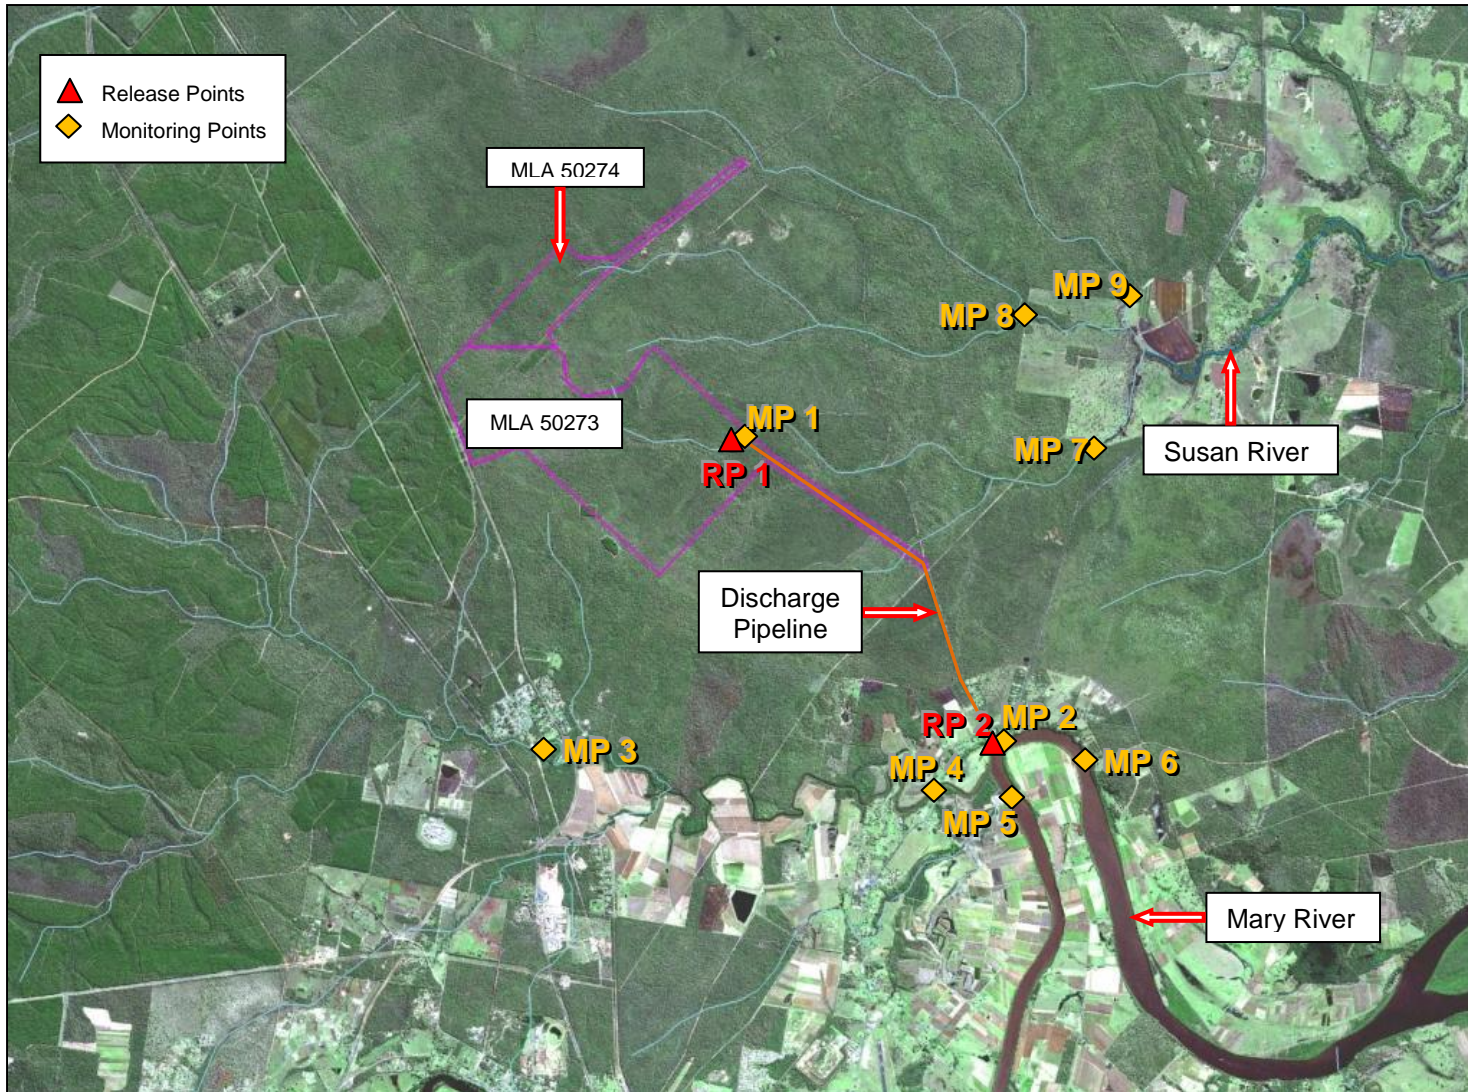 Release Points
Monitoring Points
MLA 50274
MP 9
MP 8
MLA 50273
MP 1
RP 1
MP 7
Susan River
Discharge
Pipeline
RP 2
MP 2
MP 3
MP 6
MP 4
MP 5
Mary River